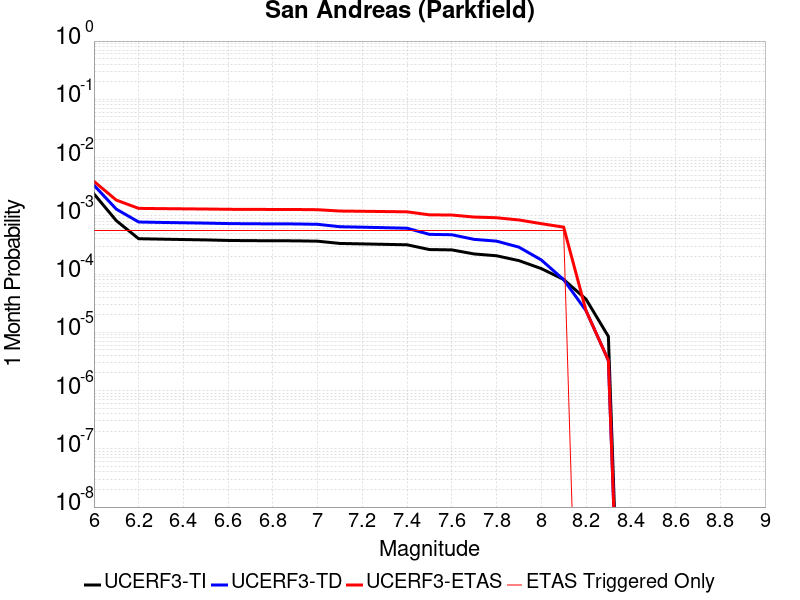 San Andreas (Parkfield)
10^0
10^-1
10^-2
10^-3
10^-4
10^-5
10^-6
10^-7
10^-8
1 Month Probability
6 6.2 6.4 6.6 6.8 7 7.2 7.4 7.6 7.8 8 8.2 8.4 8.6 8.8 9
Magnitude
UCERF3-TI UCERF3-TD UCERF3-ETAS ETAS Triggered Only